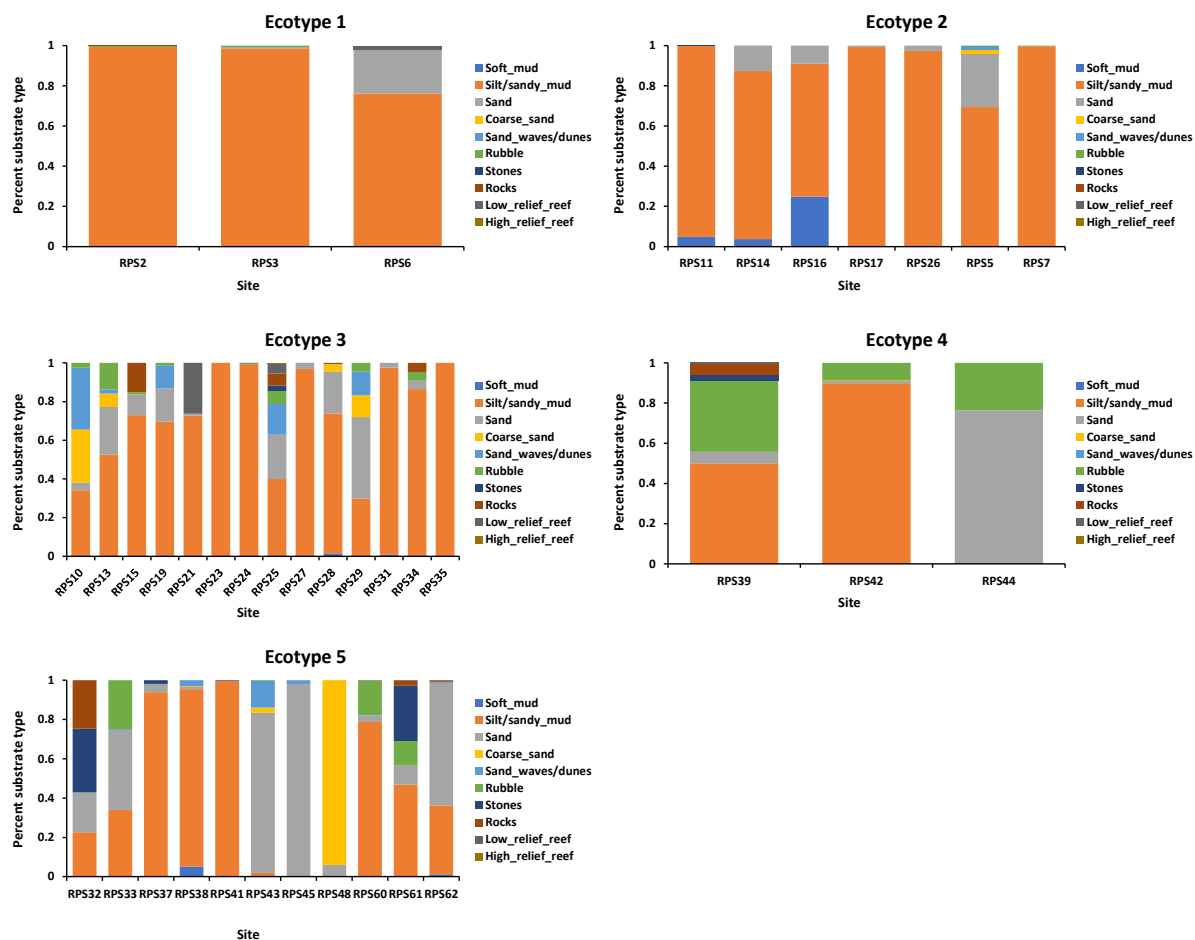 Ecotype 1
Percent substrate type
1
0.8
0.6
0.4
0.2
0
RPS2 RPS3 RPS6
Site
Soft_mud
Silt/sandy_mud
Sand
Coarse_sand
Sand_waves/dunes
Rubble
Stones
Rocks
Low_relief_reef
High_relief_reef
Ecotype 2
Percent substrate type
1
0.8
0.6
0.4
0.2
0
RPS11 RPS14 RPS16 RPS17 RPS26 RPS5 RPS7
Site
Soft_mud
Silt/sandy_mud
Sand
Coarse_sand
Sand_waves/dunes
Rubble
Stones
Rocks
Low_relief_reef
High_relief_reef
Ecotype 3
Percent substrate type
1
0.8
0.6
0.4
0.2
0
RPS10 RPS13 RPS15 RPS19 RPS21 RPS23 RPS24 RPS25 RPS27 RPS28 RPS29 RPS31 RPS34 RPS35
Site
Soft_mud
Silt/sandy_mud
Sand
Coarse_sand
Sand_waves/dunes
Rubble
Stones
Rocks
Low_relief_reef
High_relief_reef
Ecotype 4
Percent substrate type
1
0.8
0.6
0.4
0.2
0
RPS39 RPS42 RPS44
Site
Soft_mud
Silt/sandy_mud
Sand
Coarse_sand
Sand_waves/dunes
Rubble
Stones
Rocks
Low_relief_reef
High_relief_reef
Ecotype 5
Percent substrate type
1
0.8
0.6
0.4
0.2
0
RPS32 RPS33 RPS37 RPS38 RPS41 RPS43 RPS45 RPS48 RPS60 RPS61 RPS62
Site
Soft_mud
Silt/sandy_mud
Sand
Coarse_sand
Sand_waves/dunes
Rubble
Stones
Rocks
Low_relief_reef
High_relief_reef